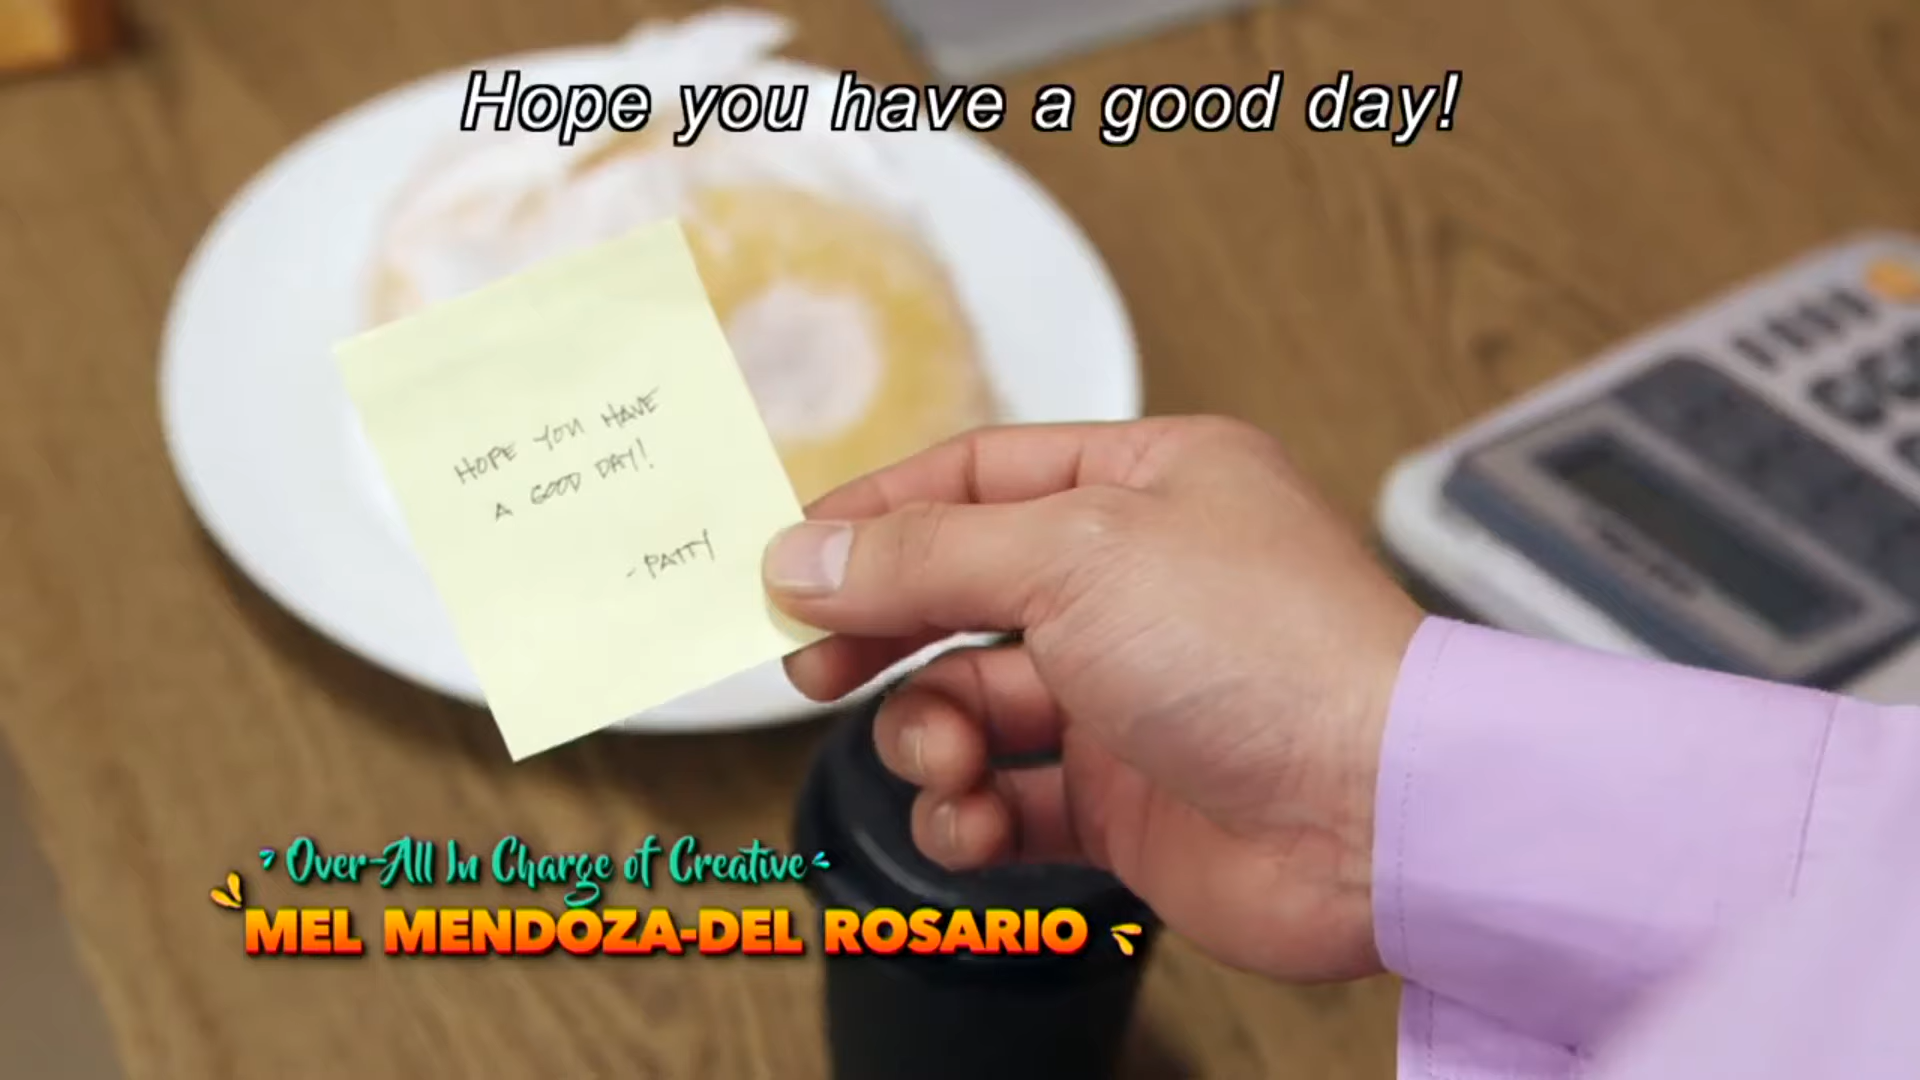 Hope you have a good day!
HOPE YOU HAVE
A GOOD DAY!
- PATTY
Over-All In Charge of Creative
MEL MENDOZA-DEL ROSARIO